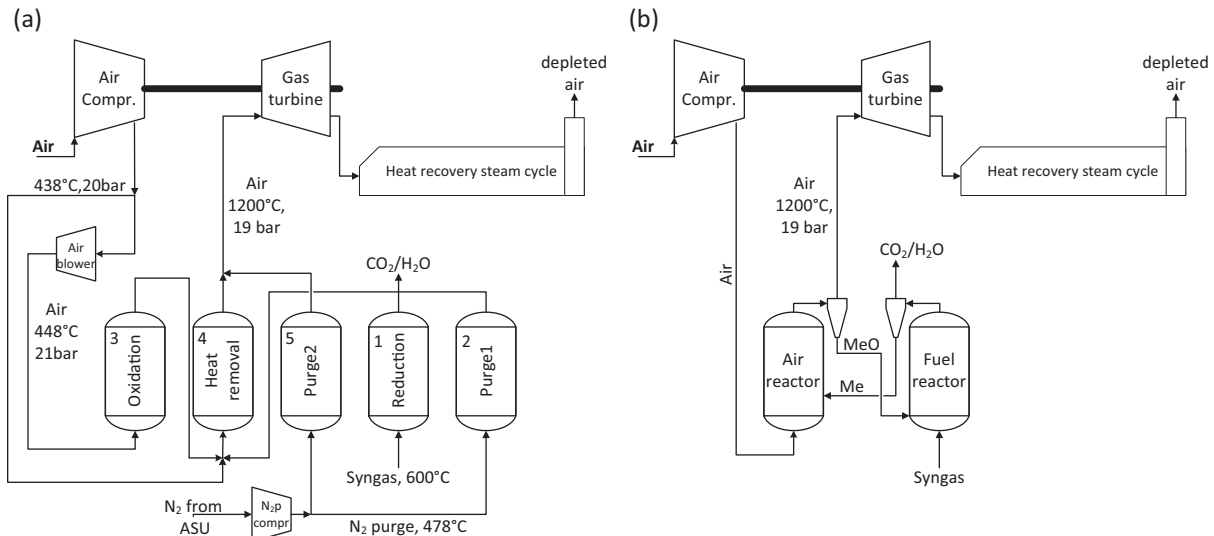 (a)
Air
Compr.
Gas
turbine
depleted
air
Air
438°C,20bar
Heat recovery steam cycle
Air
1200°C,
19 bar
Air
blower
CO₂/H₂O
Air
448°C
21bar
3
Oxidation
4
Heat
removal
5
Purge2
1
Reduction
2
Purge1
Syngas, 600°C
N₂ from
ASU
N₂p
compr
N₂ purge, 478°C
(b)
Air
Compr.
Gas
turbine
depleted
air
Air
Heat recovery steam cycle
Air
1200°C,
19 bar
Air
CO₂/H₂O
MeO
Air
reactor
Fuel
reactor
Me
Syngas